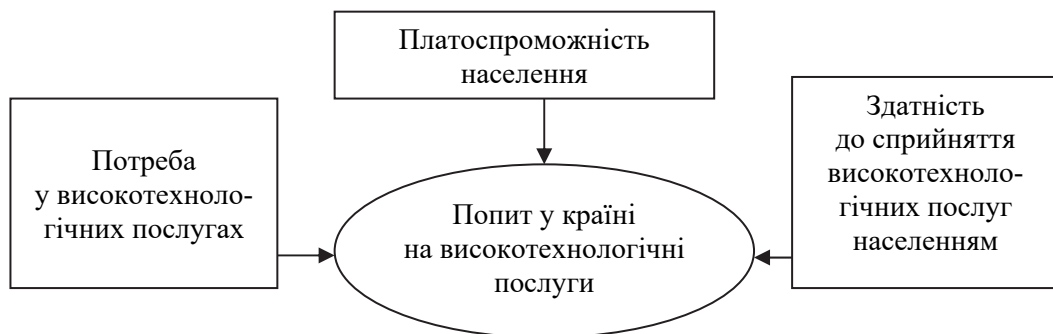 Платоспроможність
населення
Потреба
у високотехноло-
гічних послугах
Попит у країні
на високотехнологічні
послуги
Здатність
до сприйняття
високотехноло-
гічних послуг
населенням